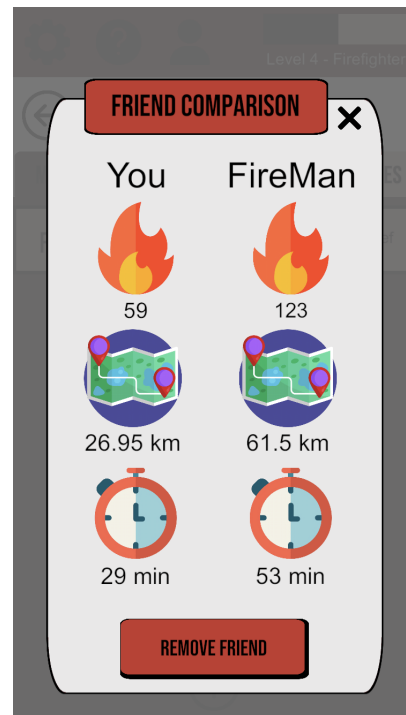 Level 4 - Firefighter
FRIEND COMPARISON
You FireMan
59 123
26.95 km 61.5 km
29 min 53 min
REMOVE FRIEND